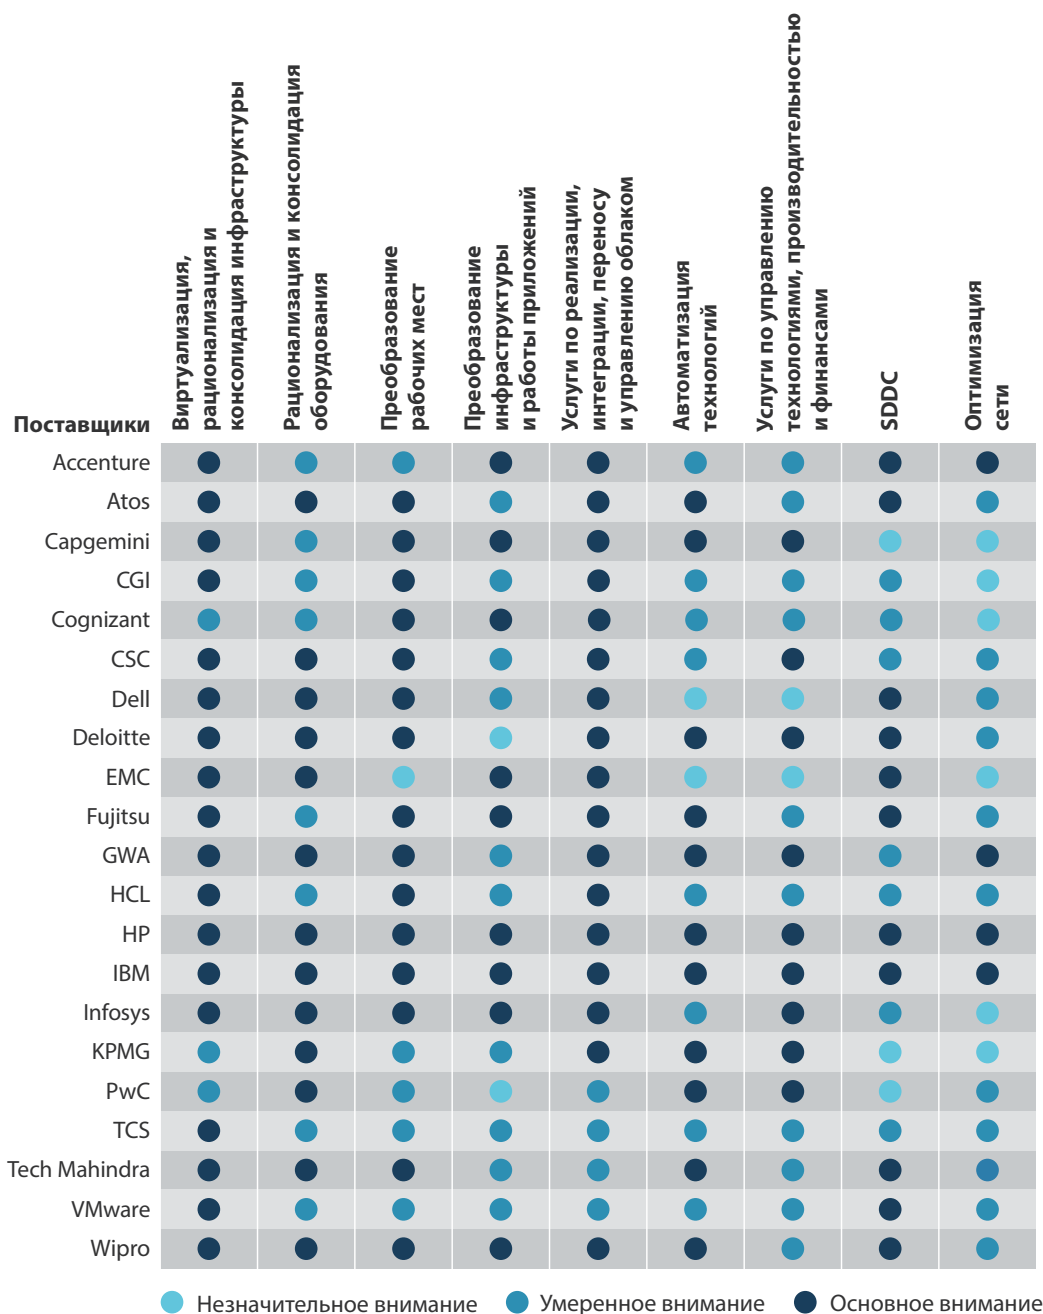 Виртуализация,
рационализация и
консолидация инфраструктуры
Рационализация и консолидация
оборудования
Преобразование
рабочих мест
Преобразование
инфраструктуры
и работы приложений
Услуги по реализации,
интеграции, переносу
и управлению облаком
Автоматизация
технологий
Услуги по управлению
технологиями, производительностью
и финансами
SDDC
Оптимизация
сети
Поставщики
Accenture
Atos
Capgemini
CGI
Cognizant
CSC
Dell
Deloitte
EMC
Fujitsu
GWA
HCL
HP
IBM
Infosys
KPMG
PwC
TCS
Tech Mahindra
VMware
Wipro
Незначительное внимание
Умеренное внимание
Основное внимание